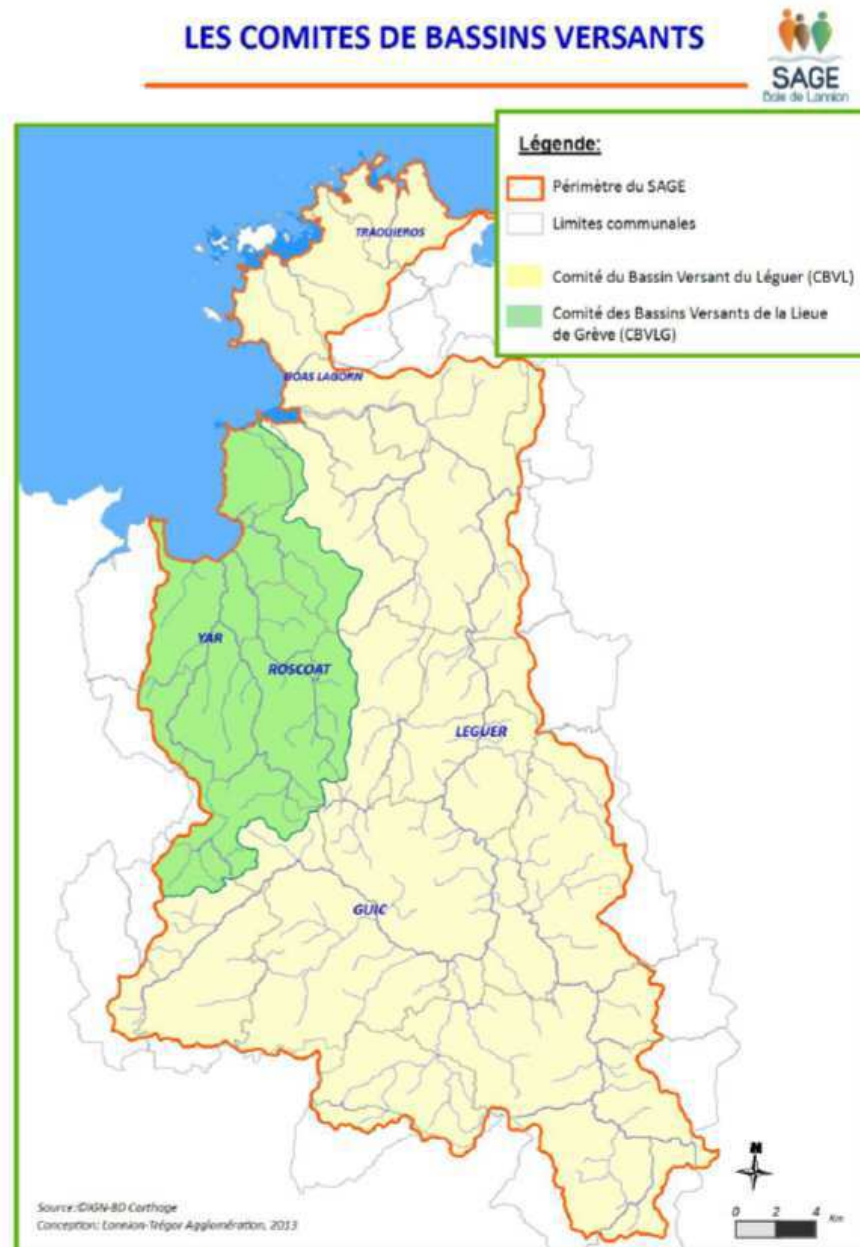 LES COMITES DE BASSINS VERSANTS
SAGE
Baie de Lannion
Légende:
Périmètre du SAGE
Limites communales
Comité du Bassin Versant du Léguer (CBVL)
Comité des Bassins Versants de la Lieue
de Grève (CBVLG)
TRAOUIEROS
GOAS LAGORN
YAR
ROSCOAT
LEGUER
GUIC
N
0 2 4 Km
Source:©IGN-BD Carthage
Conception: Lannion-Trégor Agglomération, 2013